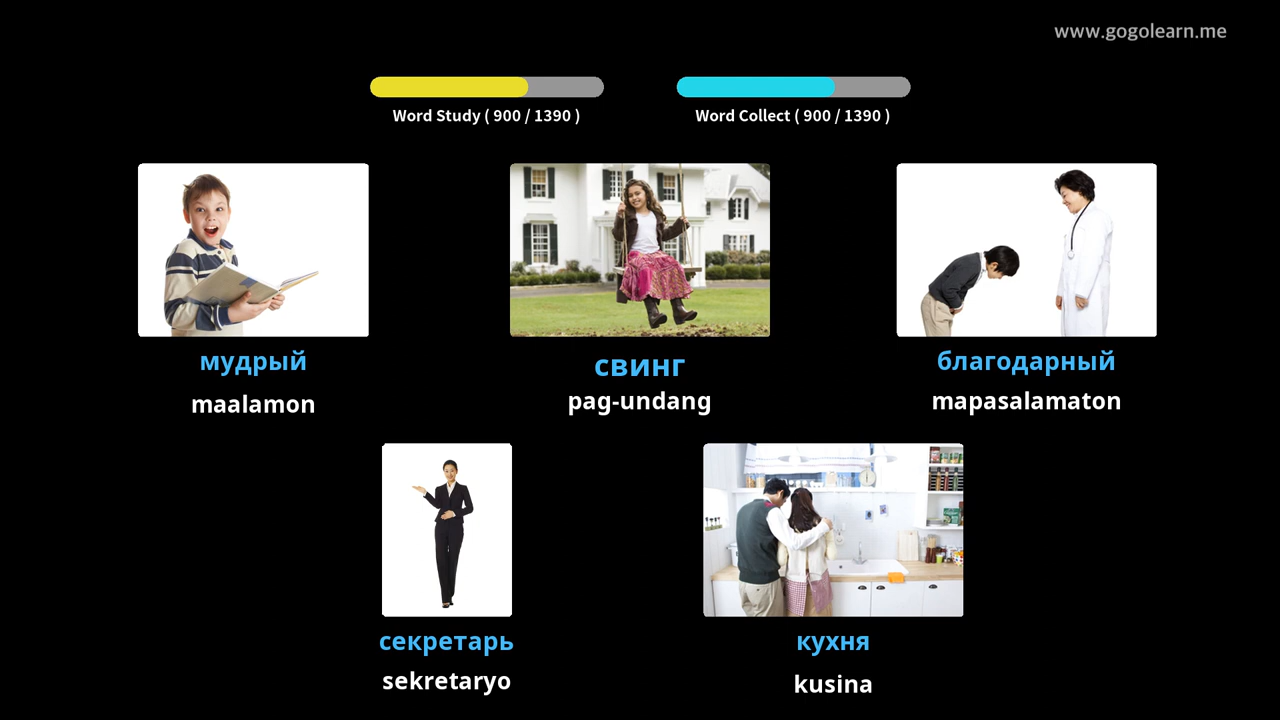 www.gogolearn.me
Word Study ( 900 / 1390 )
Word Collect ( 900 / 1390 )
мудрый
maalamon
свинг
pag-undang
благодарный
mapasalamaton
секретарь
sekretaryo
кухня
kusina